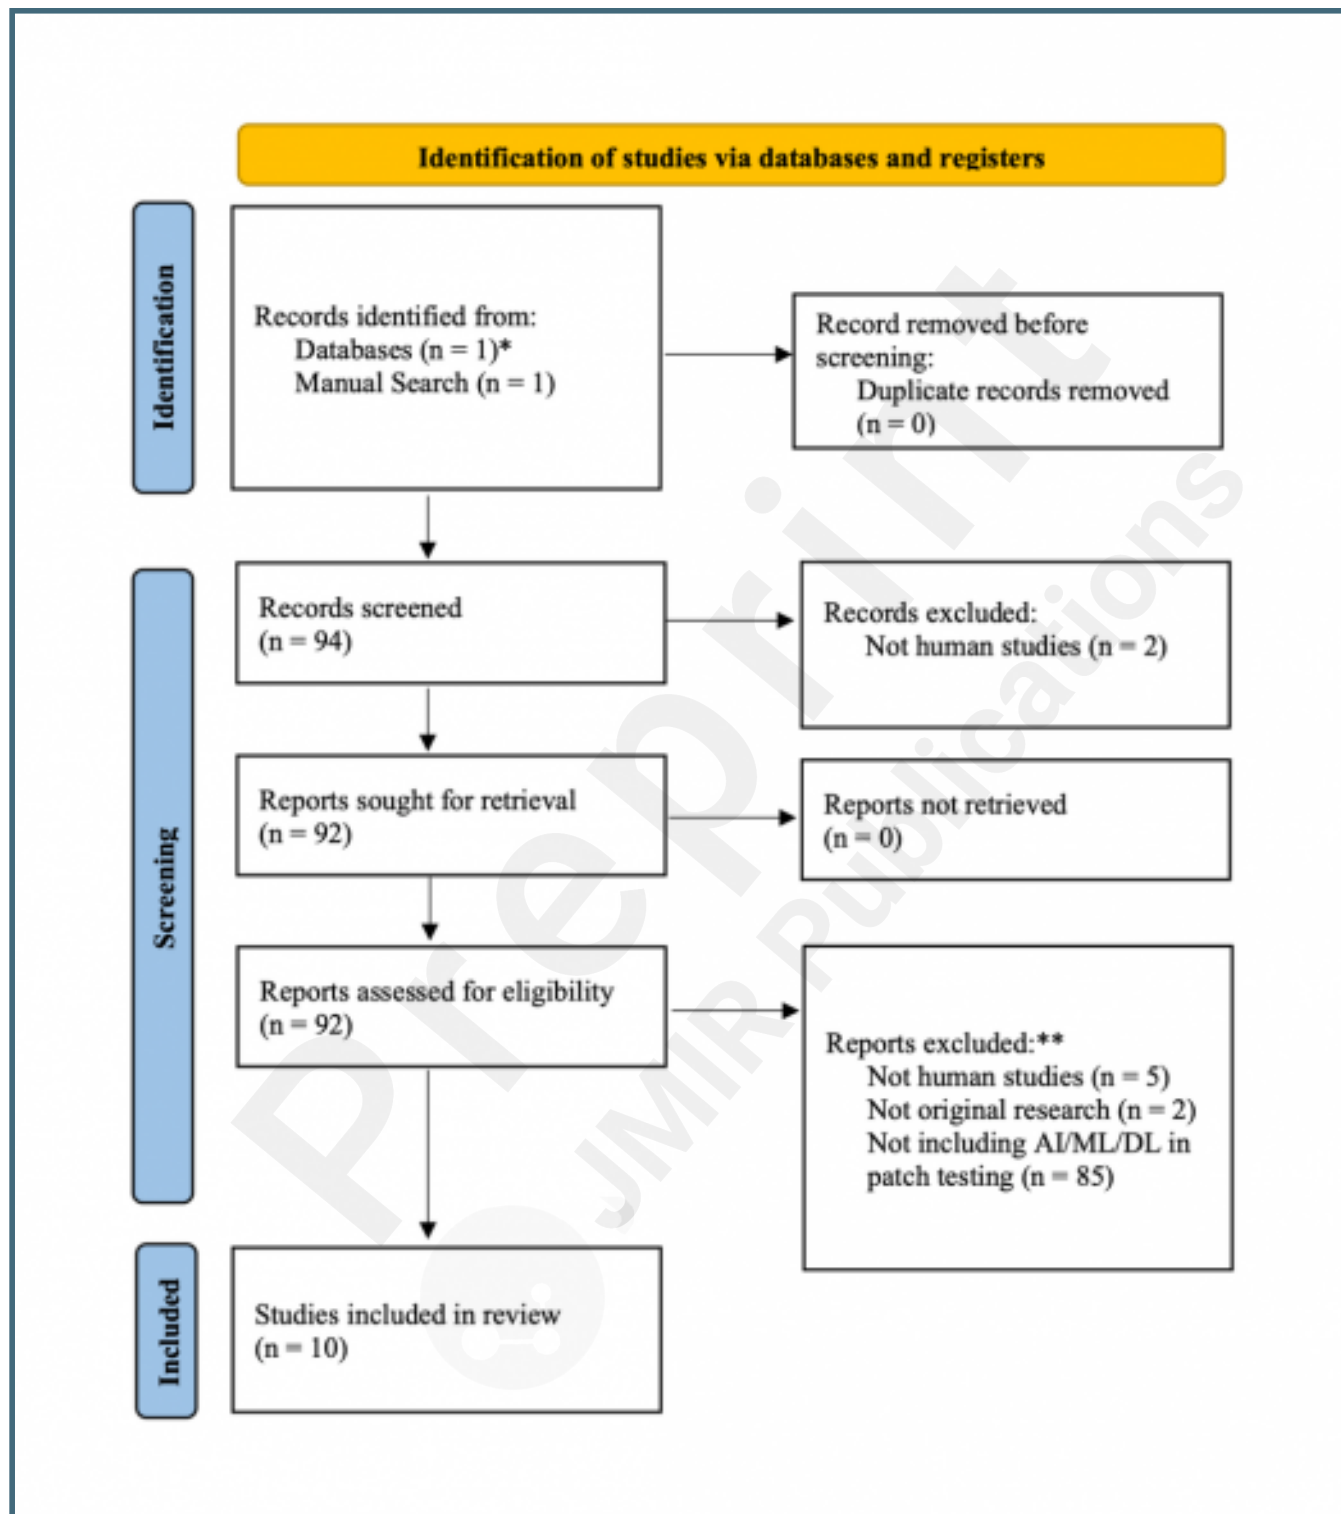 Identification of studies via databases and registers
Identification
Records identified from:
Databases (n = 1)*
Manual Search (n = 1)
Record removed before
screening:
Duplicate records removed
(n = 0)
Screening
Records screened
(n = 94)
Records excluded:
Not human studies (n = 2)
Reports sought for retrieval
(n = 92)
Reports not retrieved
(n = 0)
Reports assessed for eligibility
(n = 92)
Reports excluded:**
Not human studies (n = 5)
Not original research (n = 2)
Not including AI/ML/DL in
patch testing (n = 85)
Included
Studies included in review
(n = 10)
Preprint
JMIR Publications